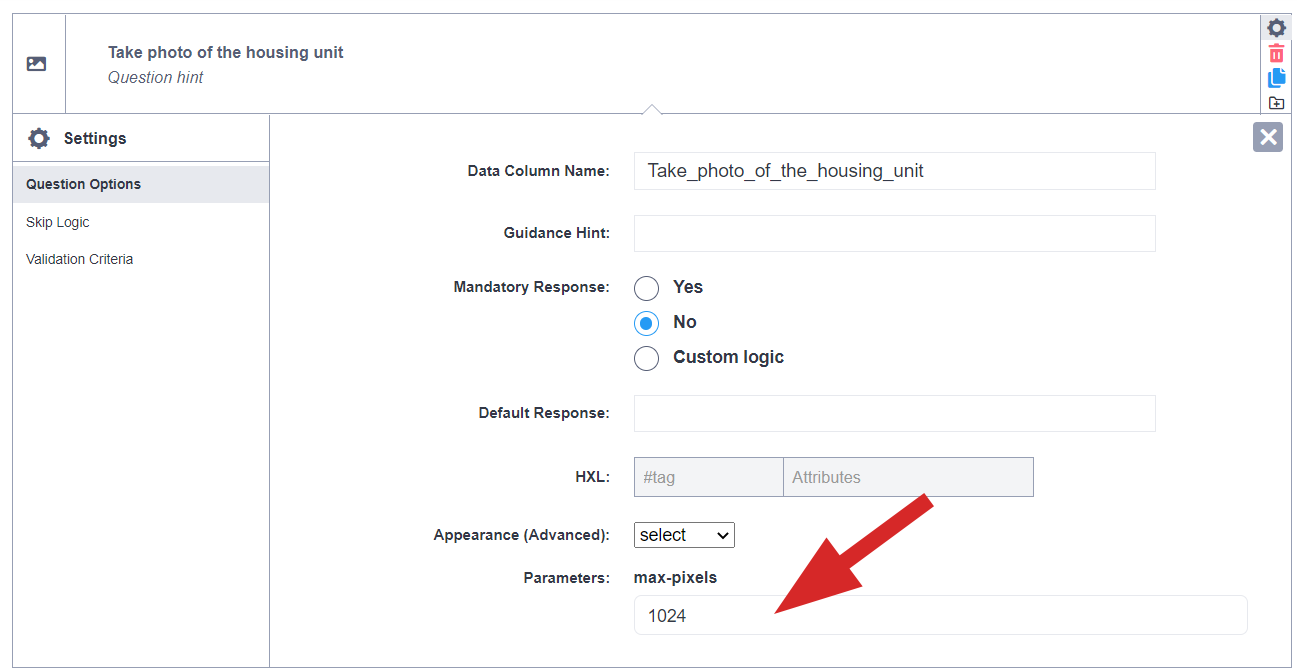 Take photo of the housing unit
Question hint
Settings
Question Options
Skip Logic
Validation Criteria
Data Column Name:
Take_photo_of_the_housing_unit
Guidance Hint:
Mandatory Response:
Yes
No
Custom logic
Default Response:
HXL:
#tag
Attributes
Appearance (Advanced):
select
Parameters:
max-pixels
1024